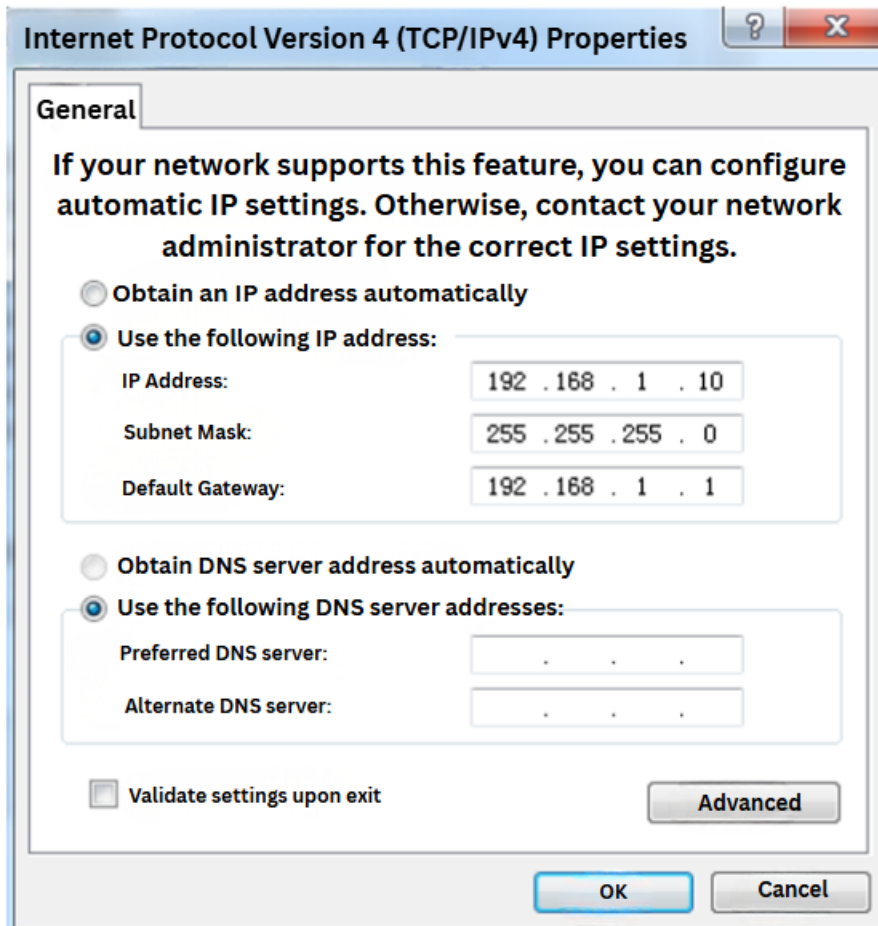 Internet Protocol Version 4 (TCP/IPv4) Properties
?
X
General
If your network supports this feature, you can configure
automatic IP settings. Otherwise, contact your network
administrator for the correct IP settings.
Obtain an IP address automatically
Use the following IP address:
IP Address: 192 . 168 . 1 . 10
Subnet Mask: 255 . 255 . 255 . 0
Default Gateway: 192 . 168 . 1 . 1
Obtain DNS server address automatically
Use the following DNS server addresses:
Preferred DNS server: . . .
Alternate DNS server: . . .
Validate settings upon exit
Advanced
OK
Cancel